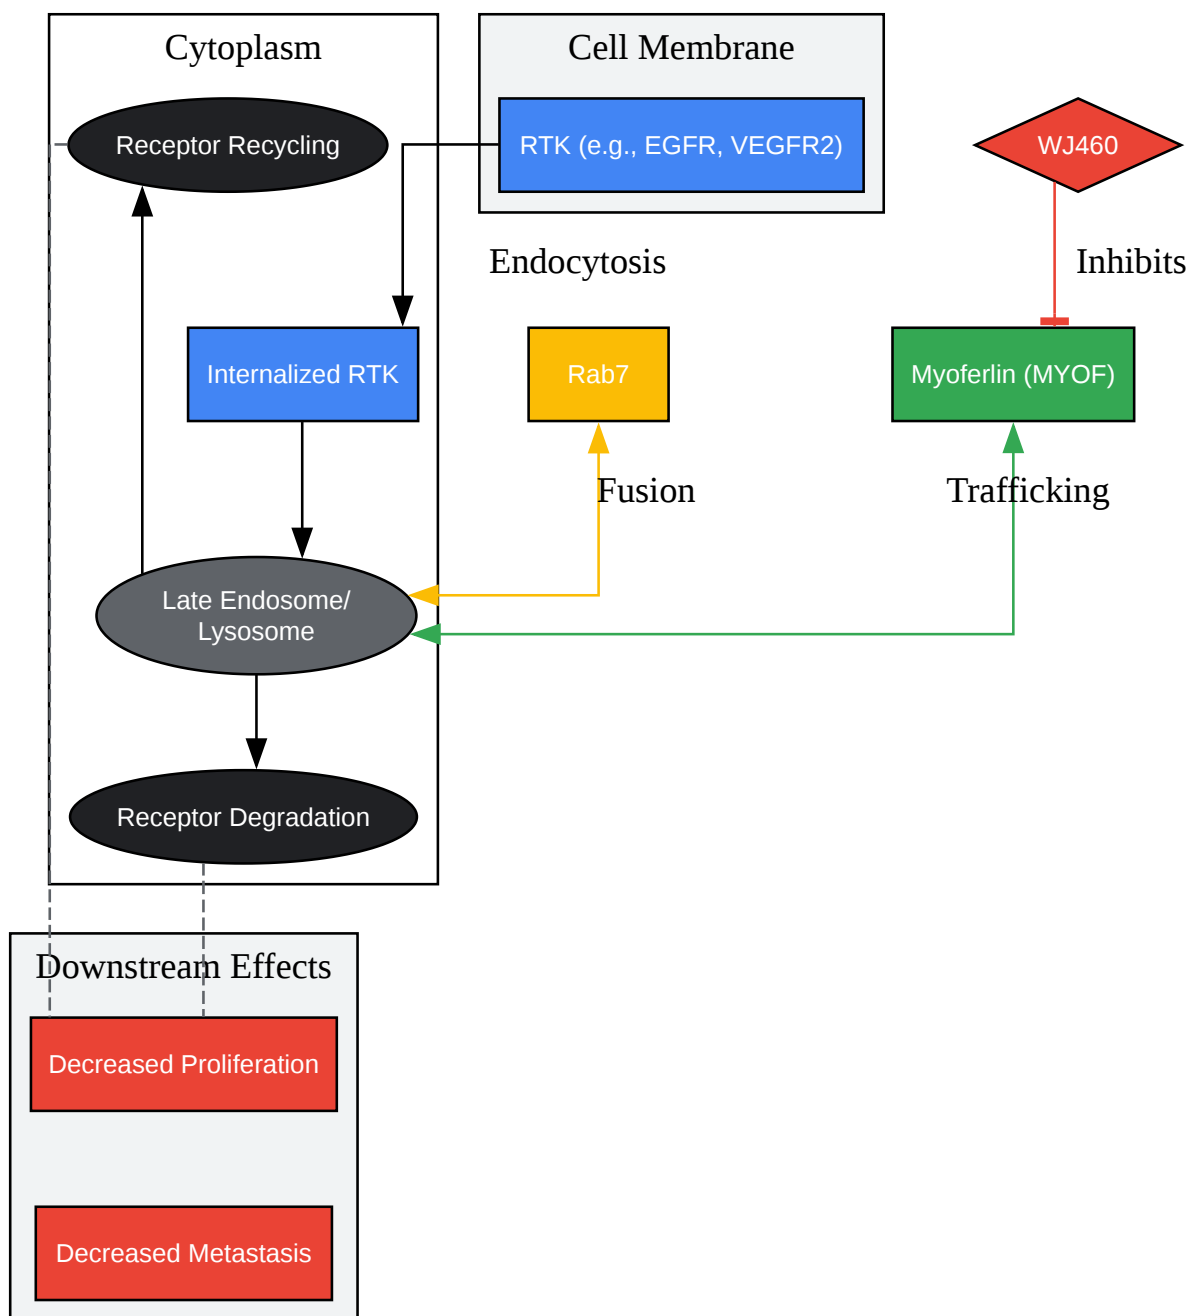 Cytoplasm
Cell Membrane
Receptor Recycling
RTK (e.g., EGFR, VEGFR2)
WJ460
Endocytosis
Inhibits
Internalized RTK
Rab7
Myoferlin (MYOF)
Fusion
Trafficking
Late Endosome/
Lysosome
Receptor Degradation
Downstream Effects
Decreased Proliferation
Decreased Metastasis